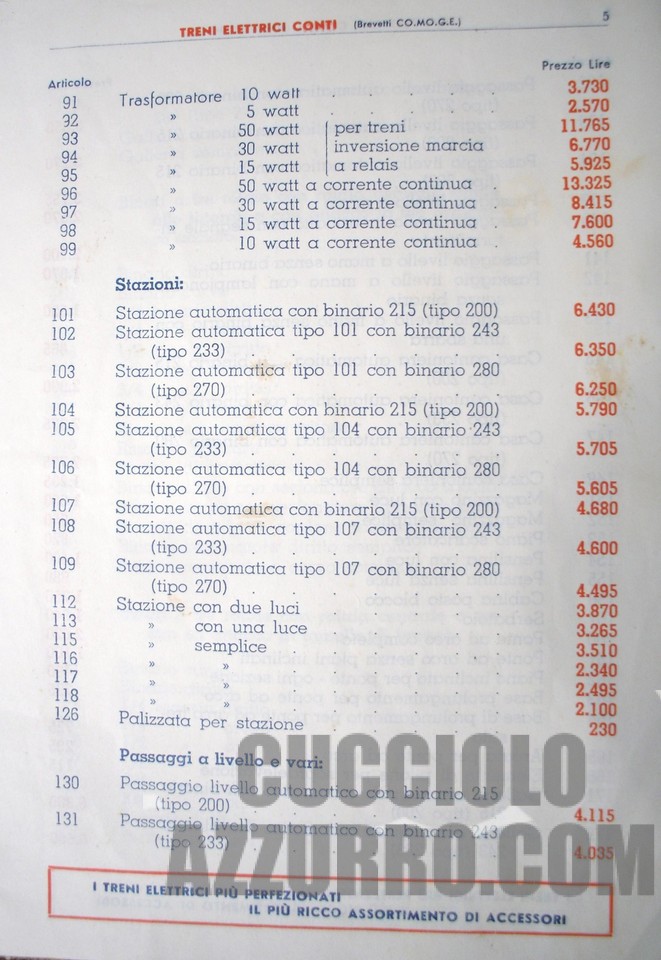 TRENI ELETTRICI CONTI (Brevetti CO.MO.G.E.) 5
Articolo Prezzo Lire
91 Trasformatore 10 watt . . . . . 3.730
92 » 5 watt . . . . . 2.570
93 » 50 watt per treni 11.765
94 » 30 watt inversione marcia 6.770
95 » 15 watt a relais 5.925
96 » 50 watt a corrente continua . 13.325
97 » 30 watt a corrente continua . 8.415
98 » 15 watt a corrente continua . 7.600
99 » 10 watt a corrente continua . 4.560
Stazioni:
101 Stazione automatica con binario 215 (tipo 200) 6.430
102 Stazione automatica tipo 101 con binario 243
(tipo 233) . . . . . . . 6.350
103 Stazione automatica tipo 101 con binario 280
(tipo 270) . . . . . . . 6.250
104 Stazione automatica con binario 215 (tipo 200) 5.790
105 Stazione automatica tipo 104 con binario 243
(tipo 233) . . . . . . . 5.705
106 Stazione automatica tipo 104 con binario 280
(tipo 270) . . . . . . . 5.605
107 Stazione automatica con binario 215 (tipo 200) 4.680
108 Stazione automatica tipo 107 con binario 243
(tipo 233) . . . . . . . 4.600
109 Stazione automatica tipo 107 con binario 280
(tipo 270) . . . . . . . 4.495
112 Stazione con due luci . . . . . 3.870
113 » con una luce . . . . . 3.265
115 » semplice . . . . . . 3.510
116 » » . . . . . . 2.340
117 » » . . . . . . 2.495
118 » » . . . . . . 2.100
126 Palizzata per stazione . . . . . 230
Passaggi a livello e vari:
130 Passaggio livello automatico con binario 215
(tipo 200) . . . . . . . 4.115
131 Passaggio livello automatico con binario 243
(tipo 233) . . . . . . . 4.035
CUCCIOLO
AZZURRO.COM
I TRENI ELETTRICI PIÙ PERFEZIONATI
IL PIÙ RICCO ASSORTIMENTO DI ACCESSORI